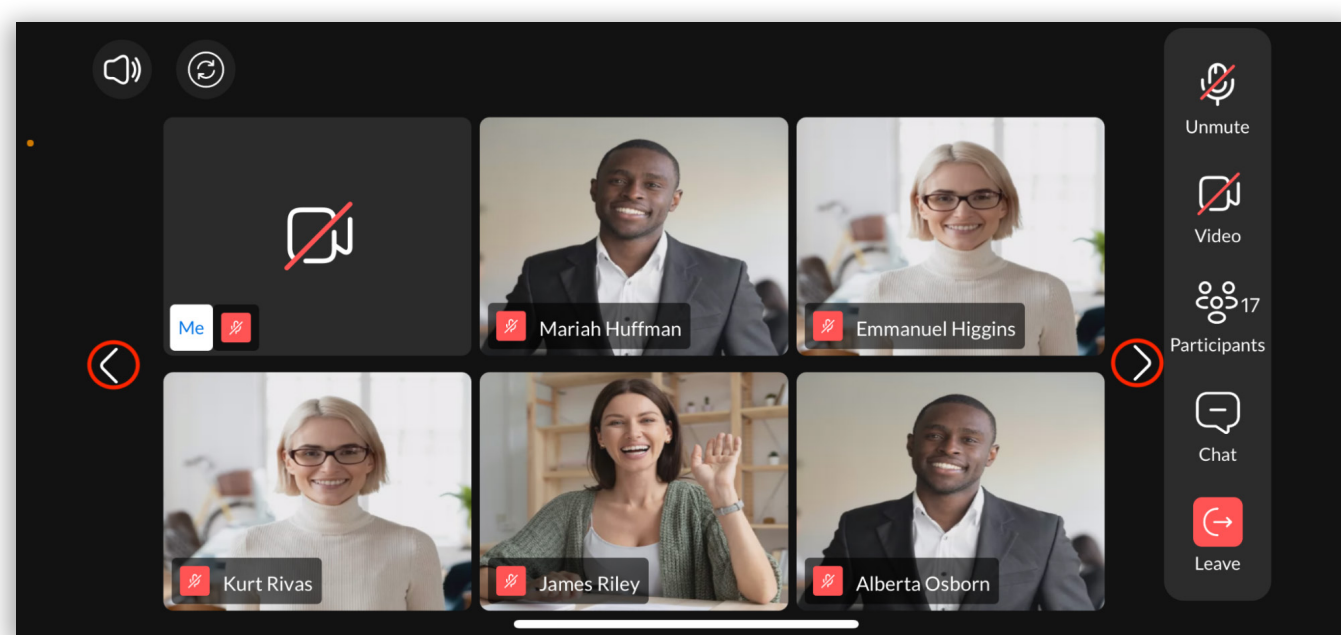 Unmute
Me
Mariah Huffman
Emmanuel Higgins
Video
17
Participants
Kurt Rivas
James Riley
Alberta Osborn
Chat
Leave